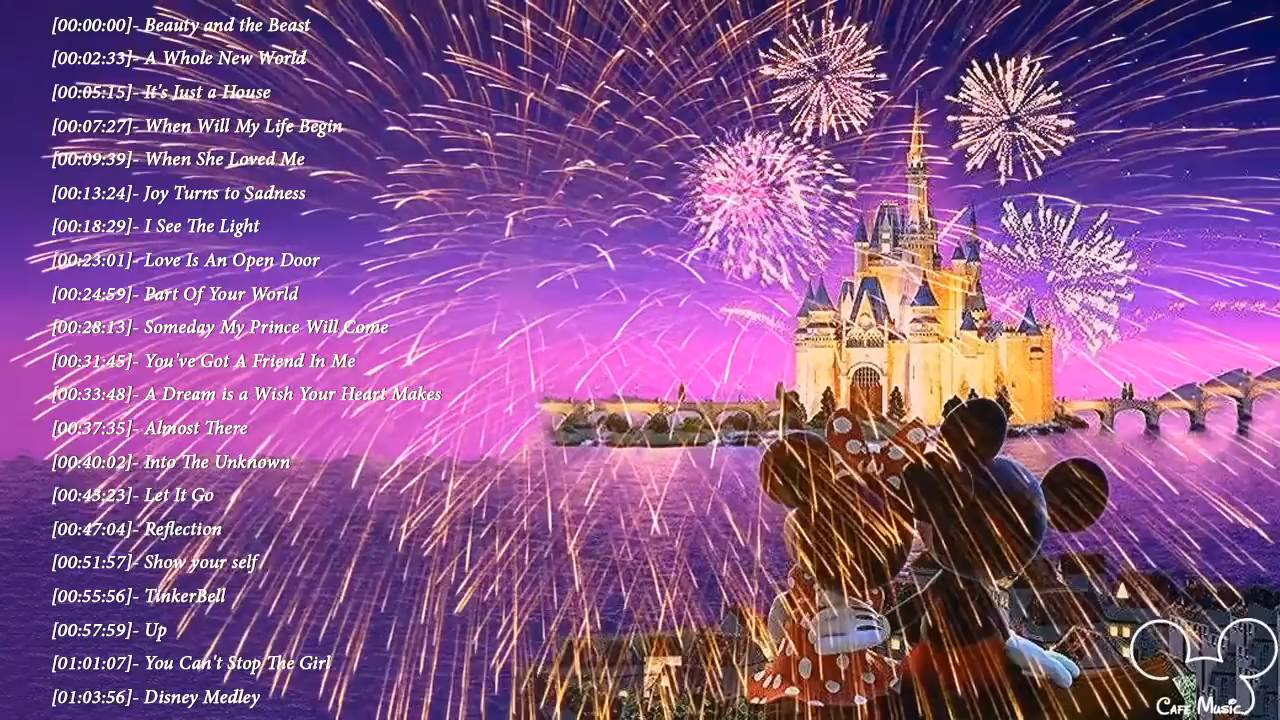 [00:00:00]- Beauty and the Beast
[00:02:33]- A Whole New World
[00:05:15]- It's Just a House
[00:07:27]- When Will My Life Begin
[00:09:39]- When She Loved Me
[00:13:24]- Joy Turns to Sadness
[00:18:29]- I See The Light
[00:23:01]- Love Is An Open Door
[00:24:59]- Part Of Your World
[00:28:13]- Someday My Prince Will Come
[00:31:45]- You've Got A Friend In Me
[00:33:48]- A Dream is a Wish Your Heart Makes
[00:37:35]- Almost There
[00:40:02]- Into The Unknown
[00:43:23]- Let It Go
[00:47:04]- Reflection
[00:51:57]- Show your self
[00:55:56]- TinkerBell
[00:57:59]- Up
[01:01:07]- You Can't Stop The Girl
[01:03:56]- Disney Medley
Cafe Music